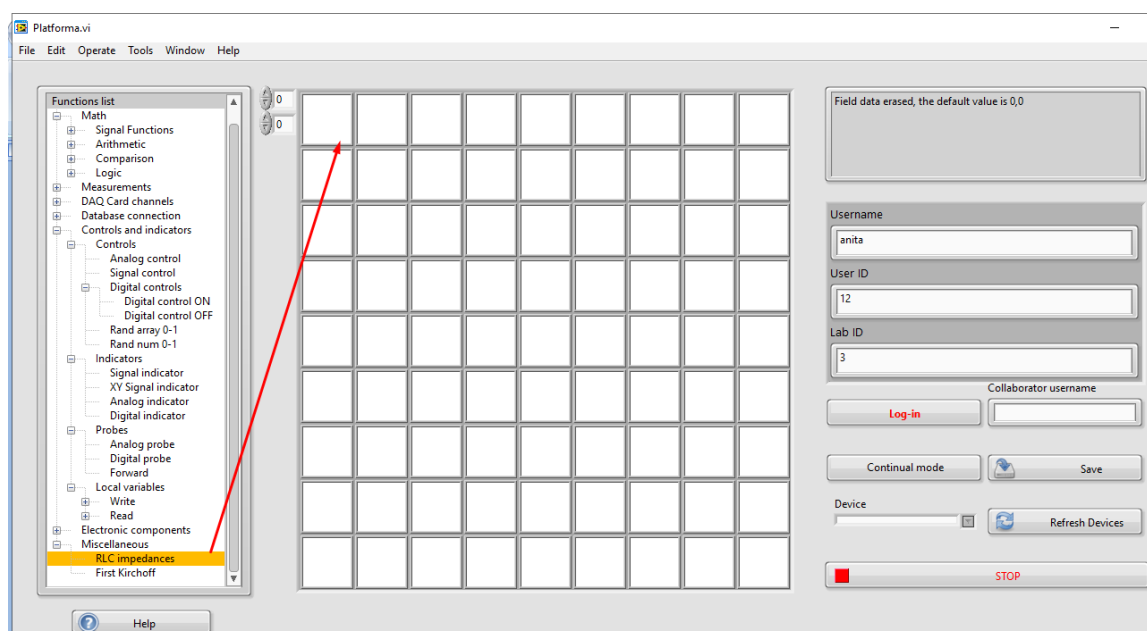 Platforma.vi
File Edit Operate Tools Window Help
Functions list
Math
Signal Functions
Arithmetic
Comparison
Logic
Measurements
DAQ Card channels
Database connection
Controls and indicators
Controls
Analog control
Signal control
Digital controls
Digital control ON
Digital control OFF
Rand array 0-1
Rand num 0-1
Indicators
Signal indicator
XY Signal indicator
Analog indicator
Digital indicator
Probes
Analog probe
Digital probe
Forward
Local variables
Write
Read
Electronic components
Miscellaneous
RLC impedances
First Kirchoff
Help
0
0
Field data erased, the default value is 0,0
Username
anita
User ID
12
Lab ID
3
Collaborator username
Log-in
Continual mode
Save
Device
Refresh Devices
STOP